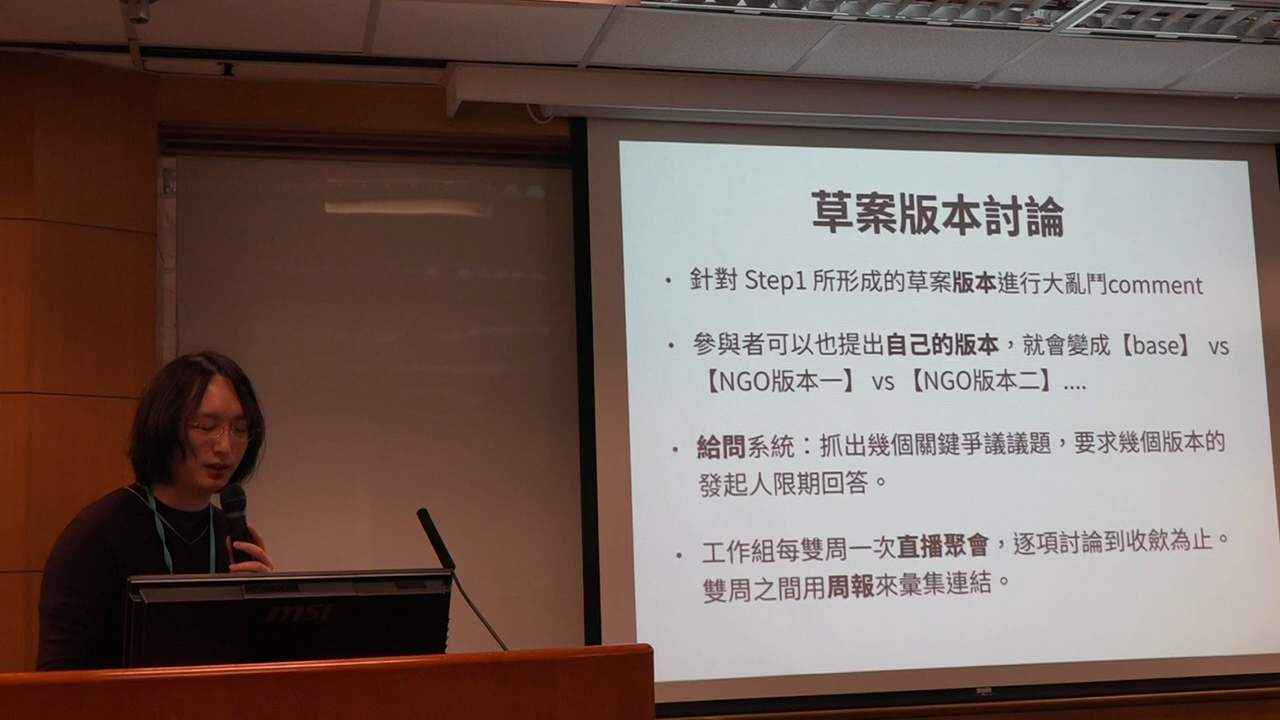 草案版本討論
• 針對 Step1 所形成的草案版本進行大亂鬥comment
• 參與者可以也提出自己的版本，就會變成【base】 vs
【NGO版本一】 vs 【NGO版本二】....
• 給問系統：抓出幾個關鍵爭議議題，要求幾個版本的
發起人限期回答。
• 工作組每雙周一次直播聚會，逐項討論到收斂為止。
雙周之間用周報來彙集連結。
msi